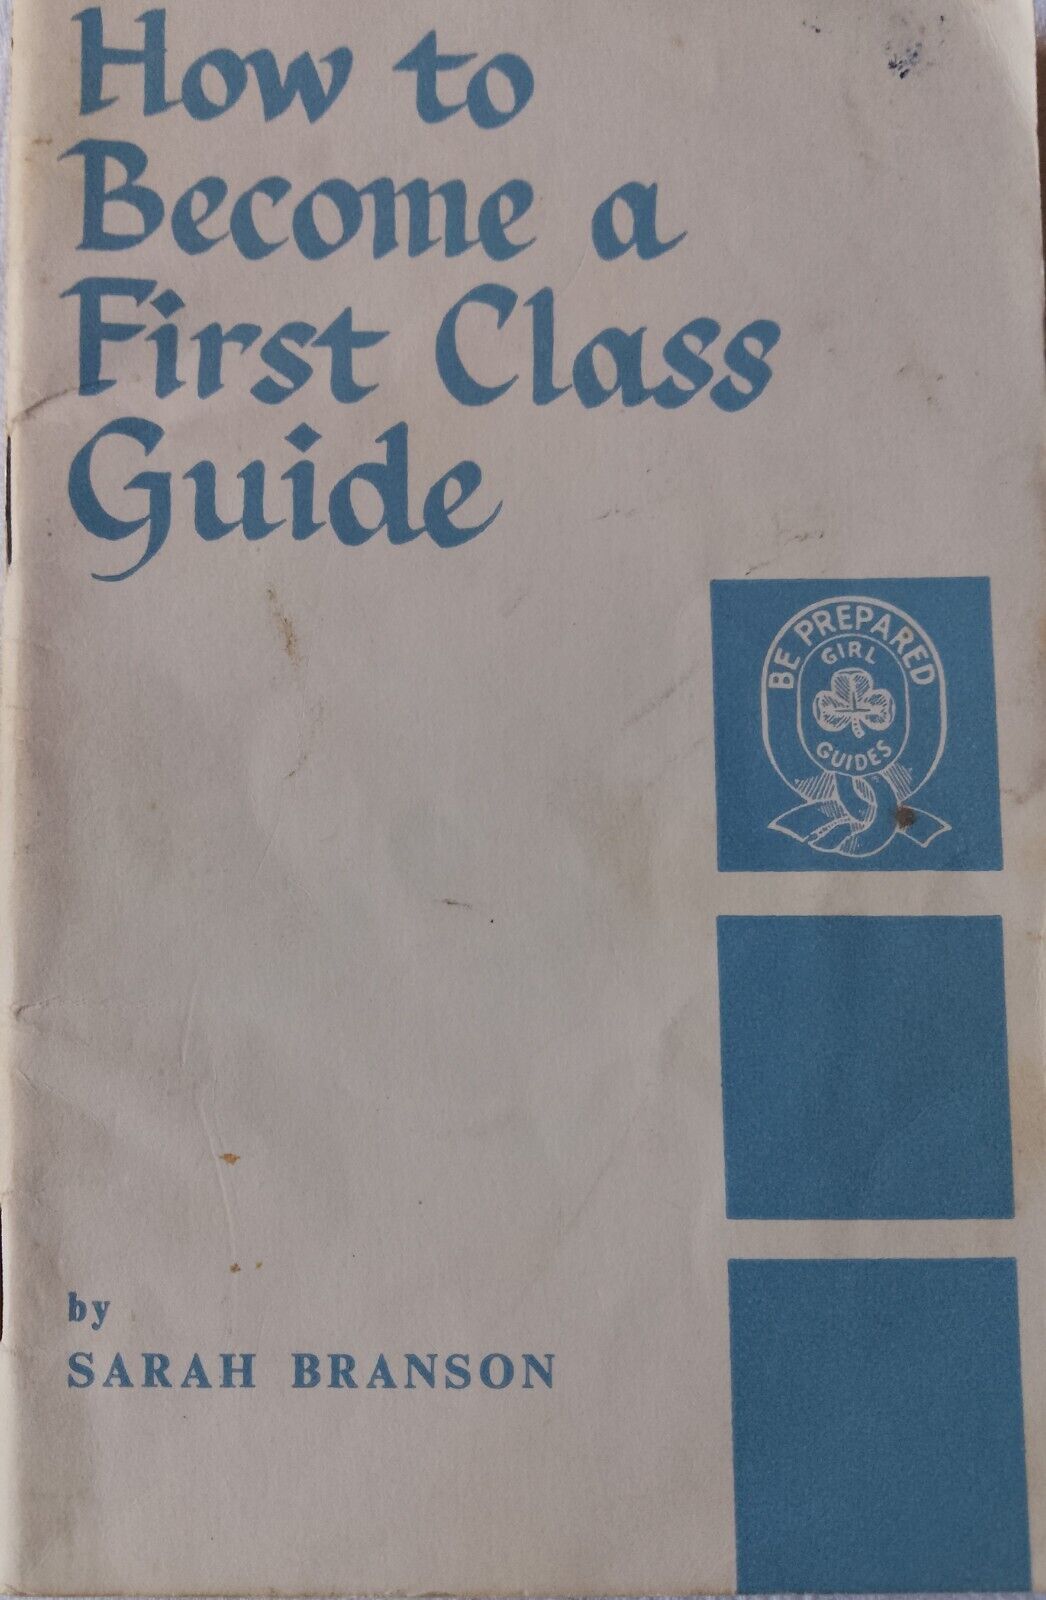 How to
Become a
First Class
Guide
BE PREPARED
GIRL
GUIDES
by
SARAH BRANSON